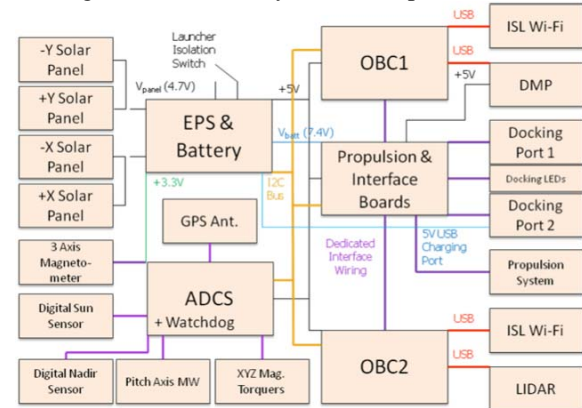 -Y Solar
Panel
+Y Solar
Panel
-X Solar
Panel
+X Solar
Panel
3 Axis
Magneto-
meter
Digital Sun
Sensor
Digital Nadir
Sensor
Pitch Axis MW
XYZ Mag.
Torquers
Launcher
Isolation
Switch
Vpanel (4.7V)
+5V
EPS &
Battery
Vbatt (7.4V)
+3.3V
I2C
Bus
GPS Ant.
ADCS
+ Watchdog
Dedicated
Interface
Wiring
OBC1
Propulsion &
Interface
Boards
5V USB
Charging
Port
OBC2
USB
ISL Wi-Fi
USB
+5V
DMP
Docking
Port 1
Docking LEDs
Docking
Port 2
Propulsion
System
USB
ISL Wi-Fi
USB
LIDAR